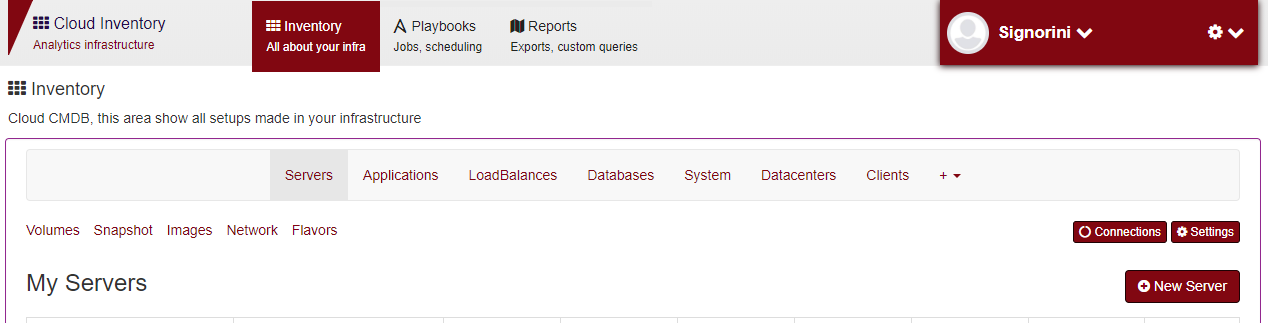 Cloud Inventory
Analytics infrastructure
Inventory
All about your infra
Playbooks
Jobs, scheduling
Reports
Exports, custom queries
Signorini
Inventory
Cloud CMDB, this area show all setups made in your infrastructure
Servers Applications LoadBalances Databases System Datacenters Clients +
Volumes Snapshot Images Network Flavors Connections Settings
My Servers New Server